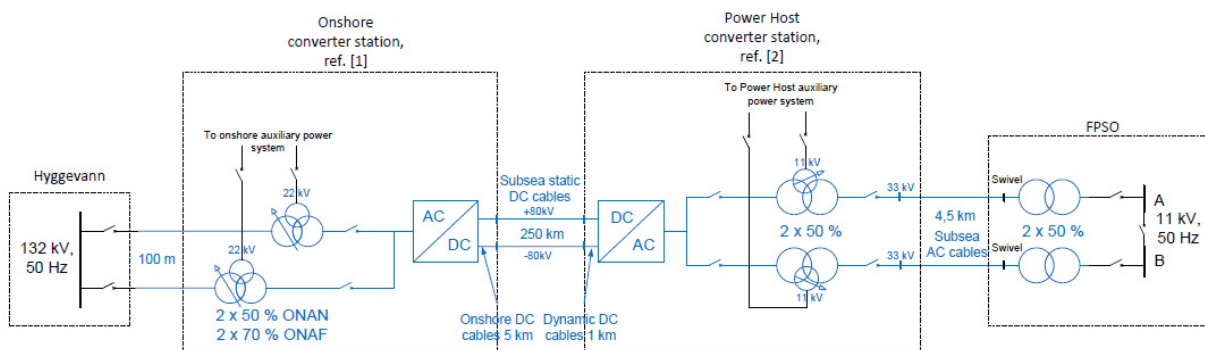 Onshore
converter station,
ref. [1]
Power Host
converter station,
ref. [2]
To Power Host auxiliary
power system
FPSO
To onshore auxiliary power
system
Hyggevann
22 kV
22 kV
132 kV,
50 Hz
100 m
2 x 50 % ONAN
2 x 70 % ONAF
AC
DC
Subsea static
DC cables
+80kV
250 km
-80kV
Onshore DC
cables 5 km
Dynamic DC
cables 1 km
DC
AC
11 kV
2 x 50 %
11 kV
33 kV
33 kV
4,5 km
Subsea
AC cables
Swivel
Swivel
2 x 50 %
A
11 kV,
50 Hz
B